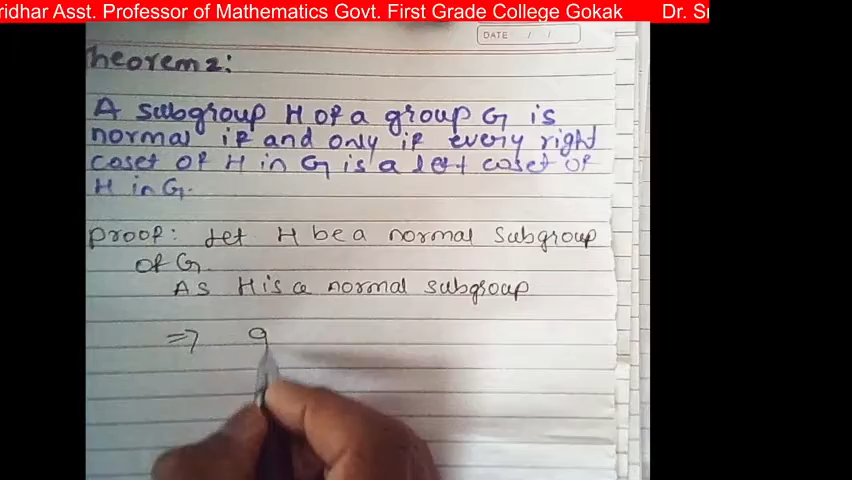 ridhar Asst. Professor of Mathematics Govt. First Grade College Gokak Dr. Sr
DATE / /
Theorem 2:
A subgroup H of a group G is
normal if and only if every right
coset of H in G is a left coset of
H in G.
Proof: Let H be a normal subgroup
of G.
As H is a normal subgroup
=> g